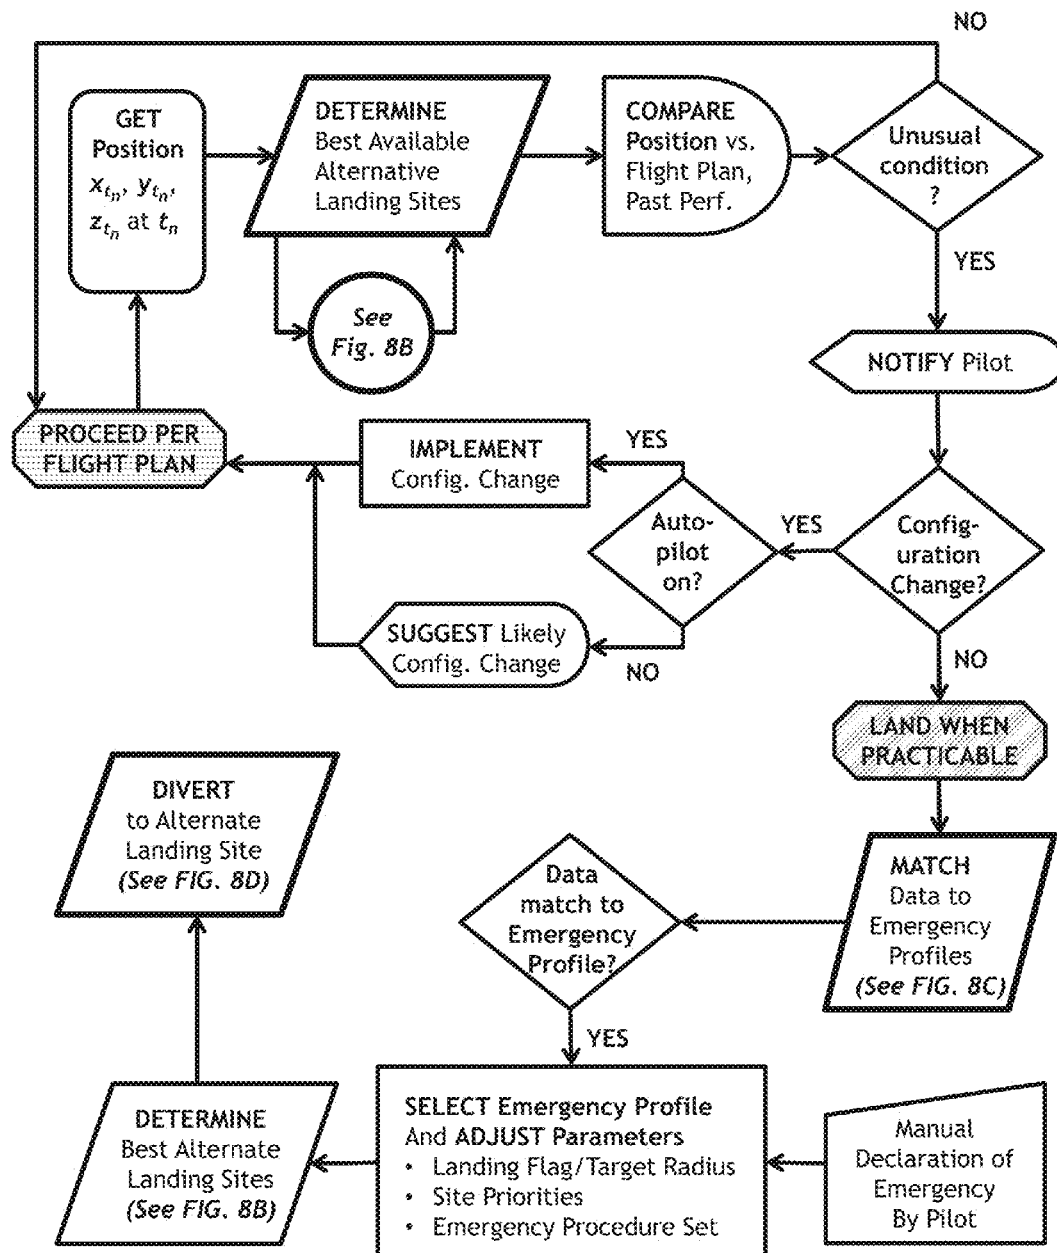 NO
GET
Position
x_{t_n}, y_{t_n},
z_{t_n} at t_n
DETERMINE
Best Available
Alternative
Landing Sites
COMPARE
Position vs.
Flight Plan,
Past Perf.
Unusual
condition
?
YES
See
Fig. 8B
NOTIFY Pilot
PROCEED PER
FLIGHT PLAN
IMPLEMENT
Config. Change
YES
Auto-
pilot
on?
YES
Config-
uration
Change?
SUGGEST Likely
Config. Change
NO
NO
LAND WHEN
PRACTICABLE
DIVERT
to Alternate
Landing Site
(See FIG. 8D)
Data
match to
Emergency
Profile?
MATCH
Data to
Emergency
Profiles
(See FIG. 8C)
YES
DETERMINE
Best Alternate
Landing Sites
(See FIG. 8B)
SELECT Emergency Profile
And ADJUST Parameters
• Landing Flag/Target Radius
• Site Priorities
• Emergency Procedure Set
Manual
Declaration of
Emergency
By Pilot